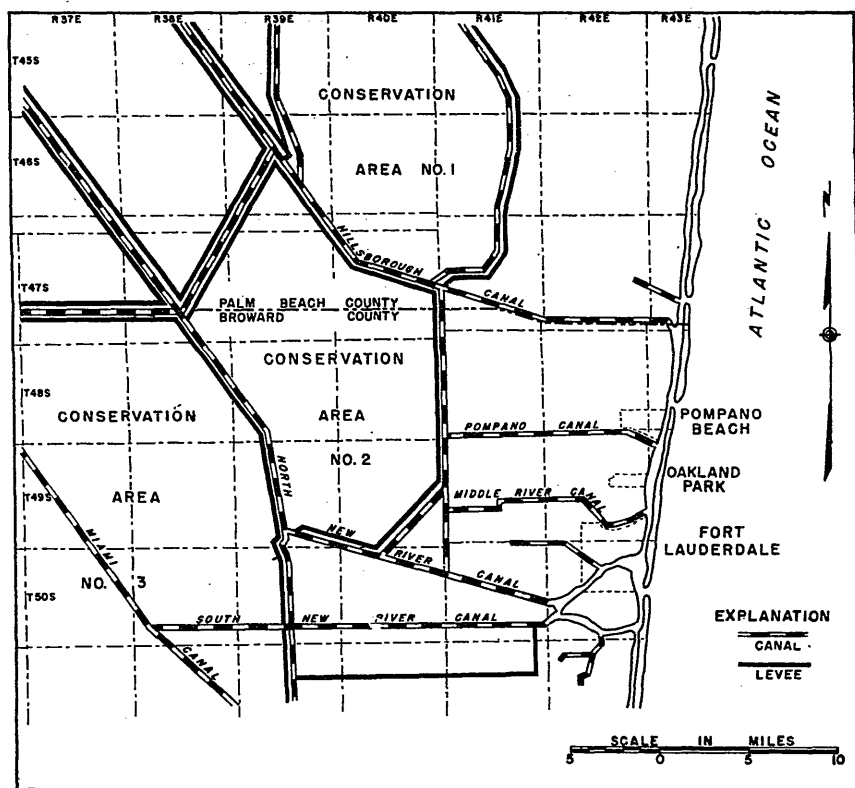 R37E R38E R39E R40E R41E R42E R43E
T45S
T46S
T47S
T48S
T49S
T50S
CONSERVATION
AREA NO. 1
ATLANTIC OCEAN
N
HILLSBOROUGH CANAL
PALM BEACH COUNTY
BROWARD COUNTY
CONSERVATION
AREA
NO. 2
CONSERVATION
AREA
NO. 3
POMPANO CANAL
POMPANO
BEACH
OAKLAND
PARK
MIDDLE RIVER CANAL
FORT
LAUDERDALE
NORTH NEW RIVER CANAL
MIAMI CANAL
SOUTH NEW RIVER CANAL
EXPLANATION
CANAL
LEVEE
SCALE IN MILES
5 0 5 10